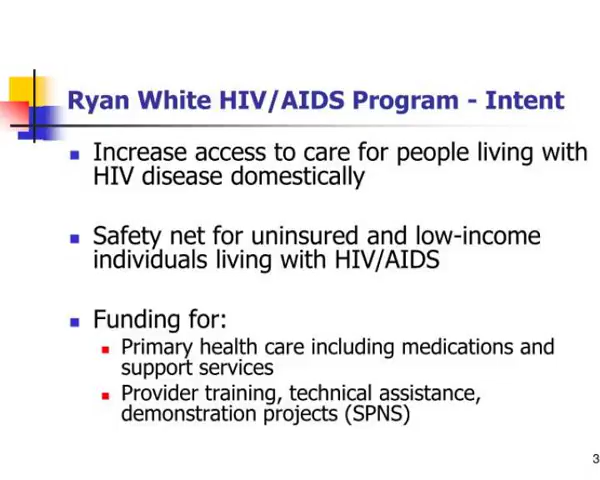 Ryan White HIV/AIDS Program - Intent
Increase access to care for people living with
HIV disease domestically
Safety net for uninsured and low-income
individuals living with HIV/AIDS
Funding for:
Primary health care including medications and
support services
Provider training, technical assistance,
demonstration projects (SPNS)
3